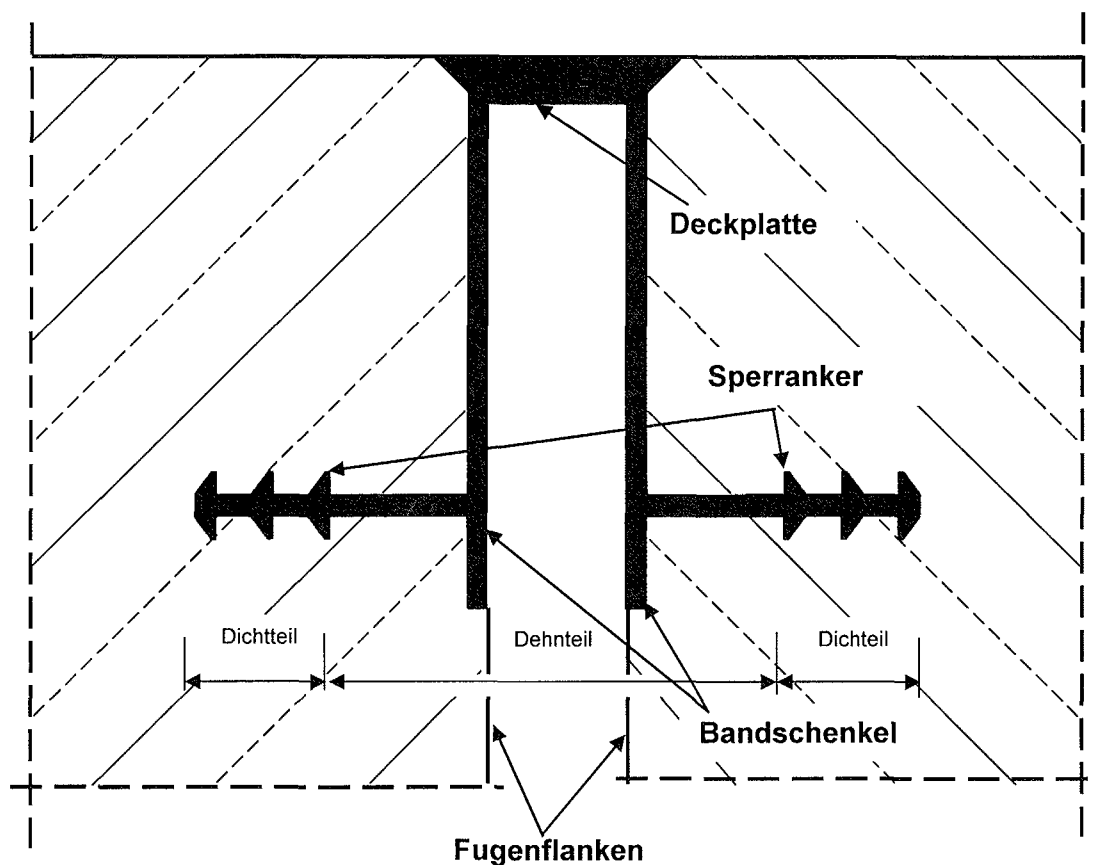 Deckplatte
Sperranker
Dichtteil
Dehnteil
Dichteil
Bandschenkel
Fugenflanken